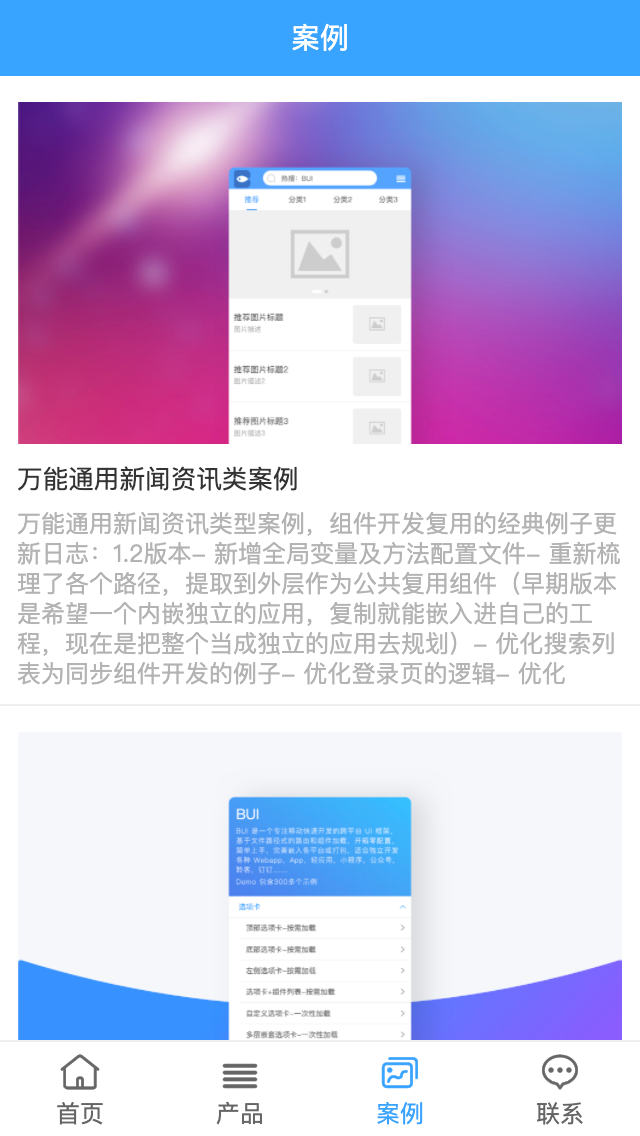 案例
热搜：BUI
推荐 分类1 分类2 分类3
推荐图片标题
图片描述
推荐图片标题2
图片描述2
推荐图片标题3
图片描述3
万能通用新闻资讯类案例
万能通用新闻资讯类型案例，组件开发复用的经典例子更
新日志：1.2版本– 新增全局变量及方法配置文件– 重新梳
理了各个路径，提取到外层作为公共复用组件（早期版本
是希望一个内嵌独立的应用，复制就能嵌入进自己的工
程，现在是把整个当成独立的应用去规划）– 优化搜索列
表为同步组件开发的例子– 优化登录页的逻辑– 优化
BUI
BUI 是一个专注移动快速开发的跨平台 UI 框架,
基于文件路径式的路由和组件加载, 开箱零配置,
简单上手, 完美嵌入各平台或打包, 适合独立开发
各种 Webapp、App、轻应用、小程序、公众号、
聆客、钉钉......
Demo 包含300多个示例
选项卡
顶部选项卡–按需加载
底部选项卡–按需加载
左侧选项卡–按需加载
选项卡+组件列表–按需加载
自定义选项卡–一次性加载
多层嵌套选项卡–一次性加载
首页 产品 案例 联系